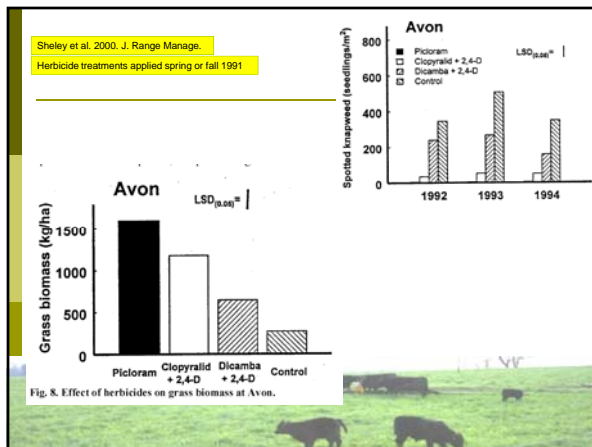 Sheley et al. 2000. J. Range Manage.
Herbicide treatments applied spring or fall 1991
Avon
Spotted knapweed (seedlings/m²)
800
600
400
200
0
Picloram
Clopyralid + 2,4-D
Dicamba + 2,4-D
Control
LSD(0.05)=
1992
1993
1994
Avon
LSD(0.05)=
Grass biomass (kg/ha)
1500
1000
500
0
Picloram
Clopyralid
+ 2,4-D
Dicamba
+ 2,4-D
Control
Fig. 8. Effect of herbicides on grass biomass at Avon.